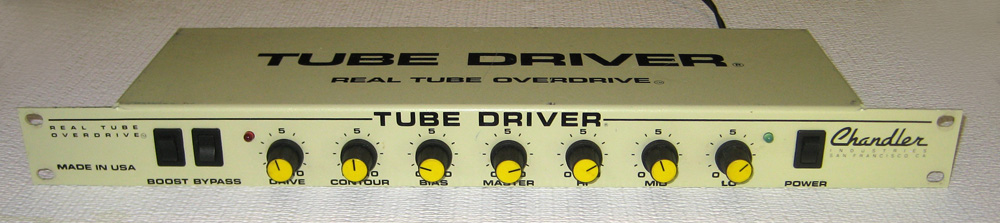 TUBE DRIVER®
REAL TUBE OVERDRIVE
TUBE DRIVER
REAL TUBE
OVERDRIVE
MADE IN USA
BOOST BYPASS
5 5 5 5 5 5 5
DRIVE CONTOUR BIAS MASTER HI MID LO
POWER
Chandler
INDUSTRIES
SAN FRANCISCO CA